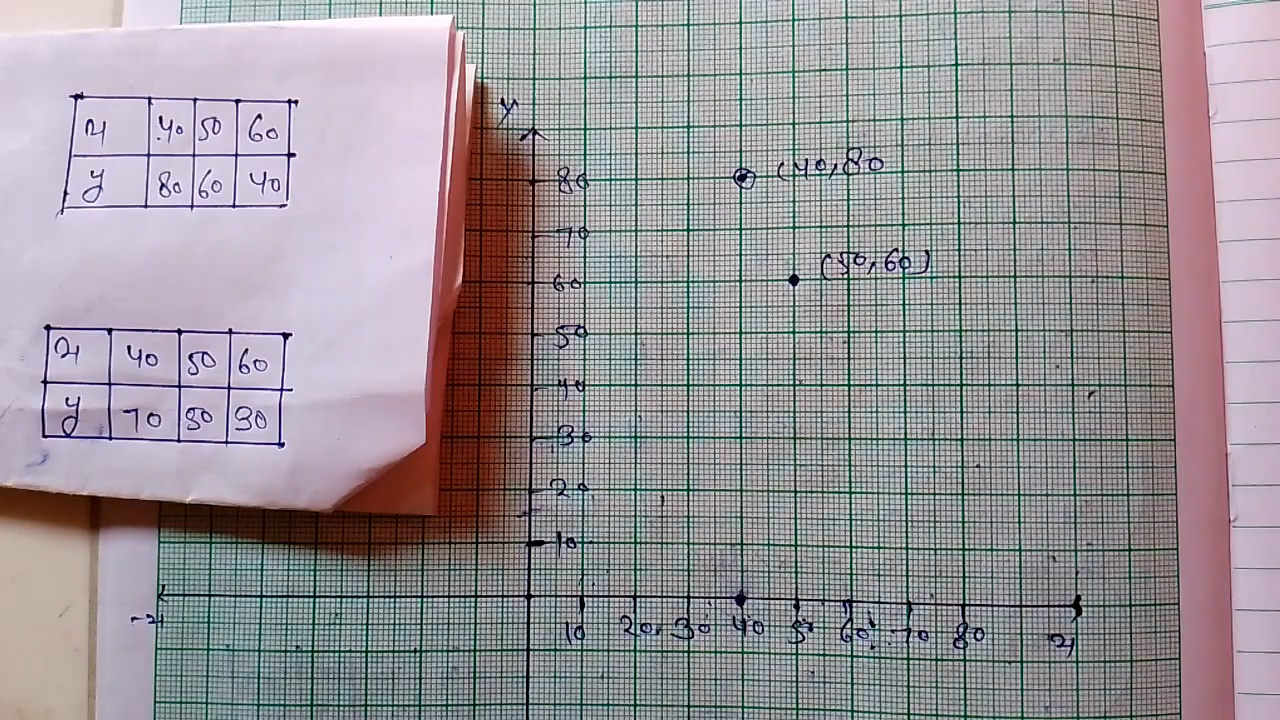 x 40 50 60
y 80 60 40
x 40 50 60
y 70 50 30
y
80 (40,80
70
(50,60)
60
50
40
30
20
10
-x 10 20 30 40 50 60 70 80 x